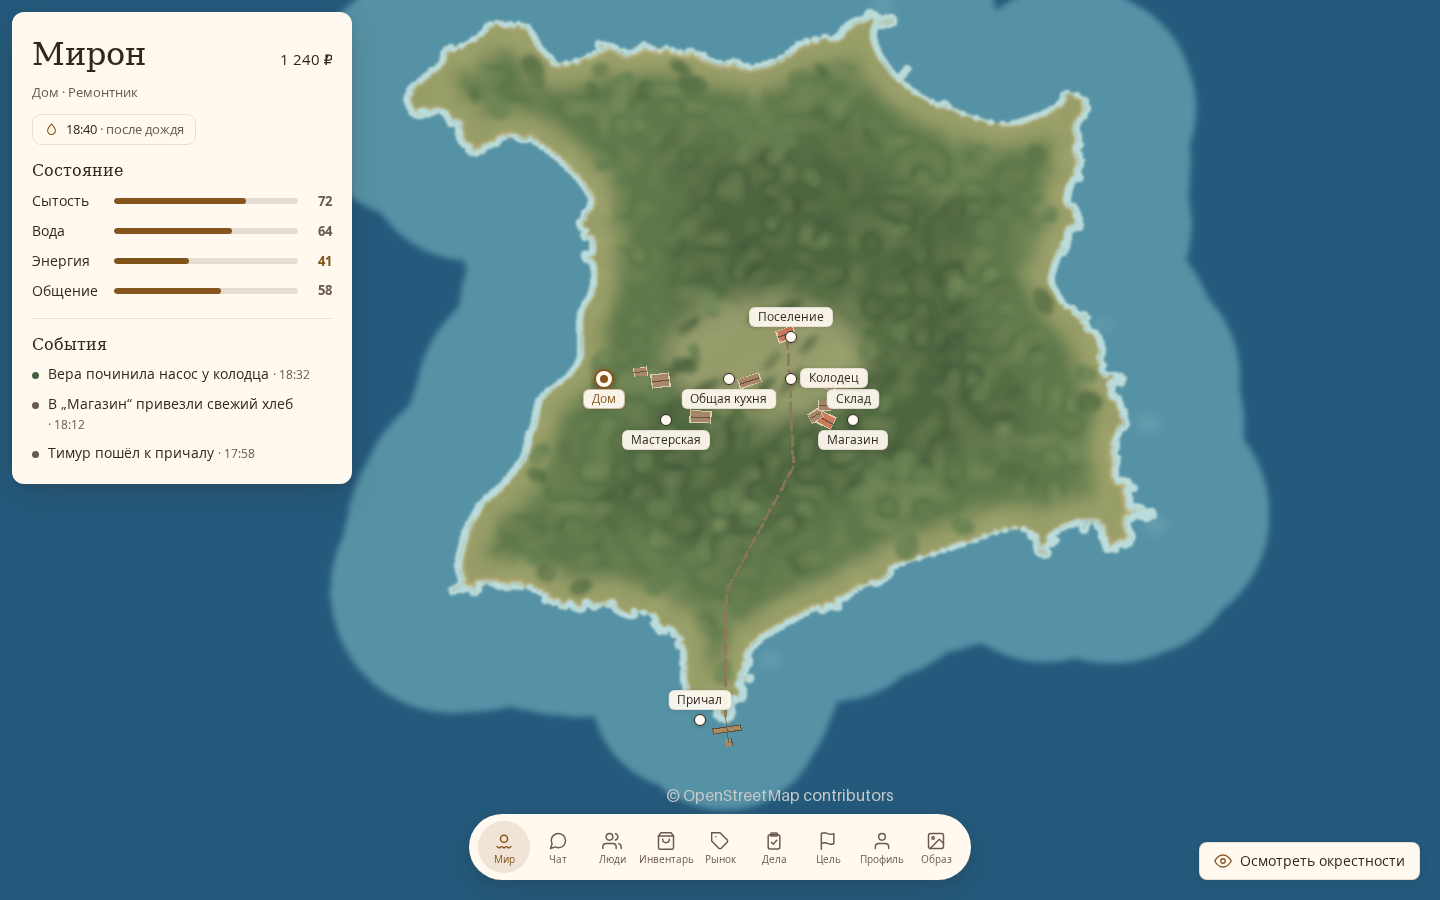 Мирон
1 240 ₽
Дом · Ремонтник
18:40 · после дождя
Состояние
Сытость 72
Вода 64
Энергия 41
Общение 58
События
Вера починила насос у колодца · 18:32
В „Магазин“ привезли свежий хлеб
· 18:12
Тимур пошёл к причалу · 17:58
Поселение
Колодец
Дом
Общая кухня
Склад
Мастерская
Магазин
Причал
© OpenStreetMap contributors
Мир
Чат
Люди
Инвентарь
Рынок
Дела
Цель
Профиль
Образ
Осмотреть окрестности